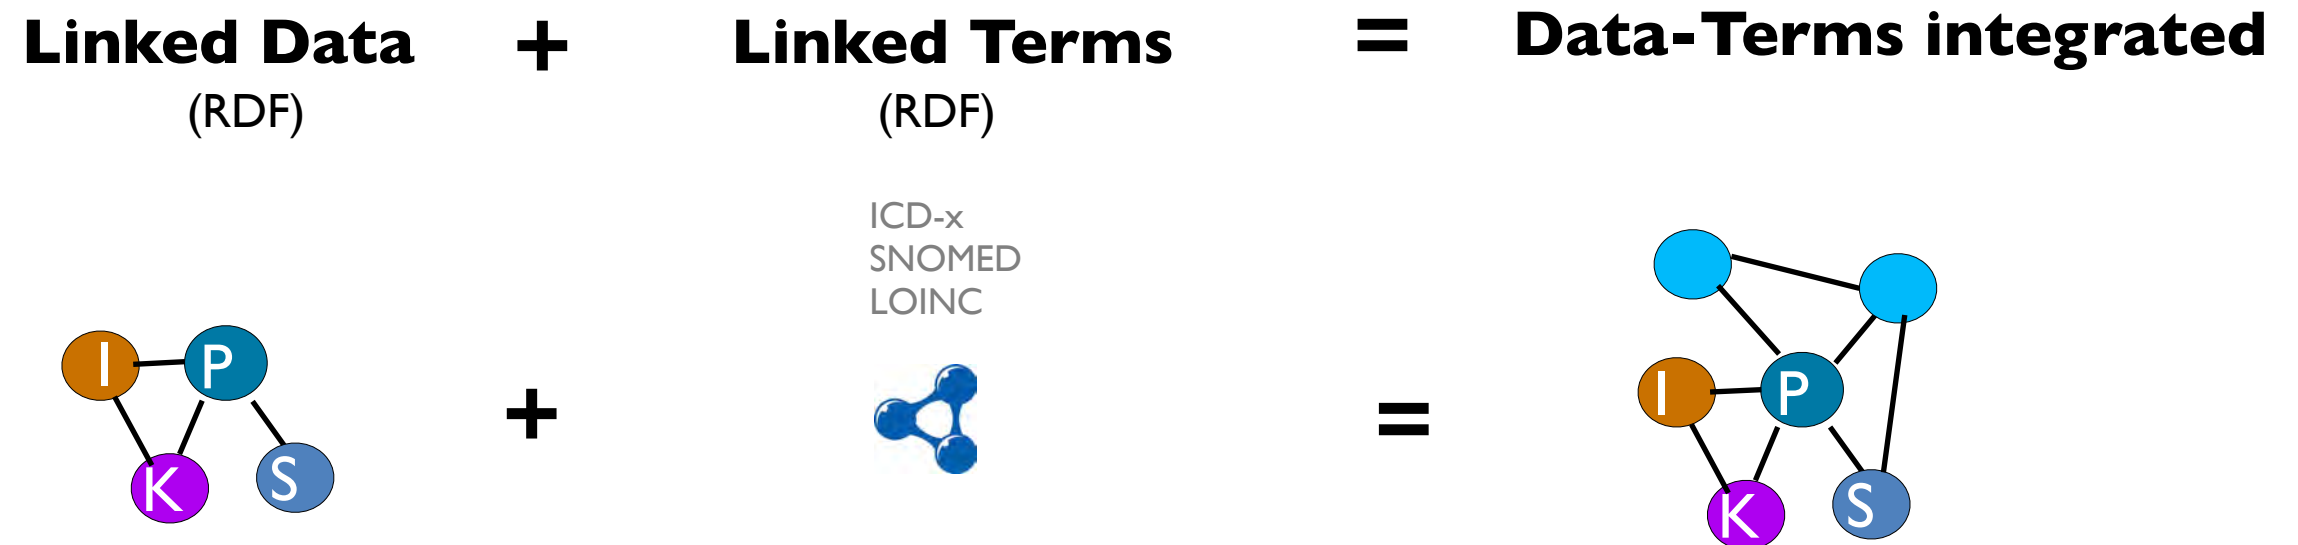 Linked Data + Linked Terms = Data-Terms integrated
(RDF) (RDF)
ICD-x
SNOMED
LOINC
I P + = I P
K S K S